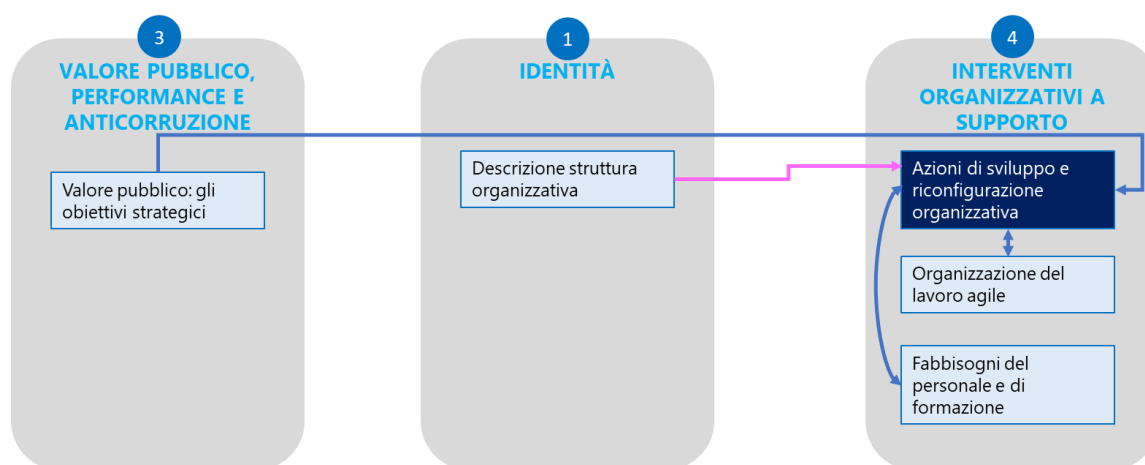 3
VALORE PUBBLICO,
PERFORMANCE E
ANTICORRUZIONE
Valore pubblico: gli
obiettivi strategici
1
IDENTITÀ
Descrizione struttura
organizzativa
4
INTERVENTI
ORGANIZZATIVI A
SUPPORTO
Azioni di sviluppo e
riconfigurazione
organizzativa
Organizzazione del
lavoro agile
Fabbisogni del
personale e di
formazione